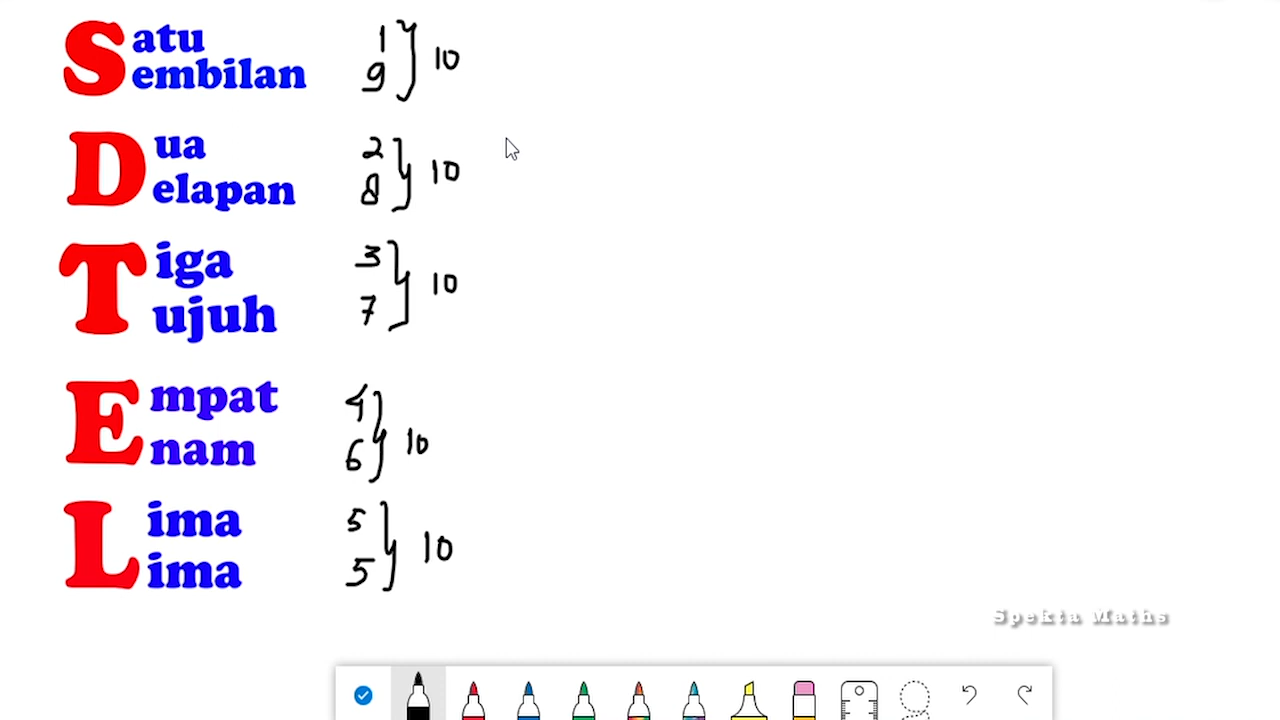 Satu 1
Sembilan 9 10
Dua 2
Delapan 8 10
Tiga 3
Tujuh 7 10
Empat 4
Enam 6 10
Lima 5
Lima 5 10
Spekta Maths